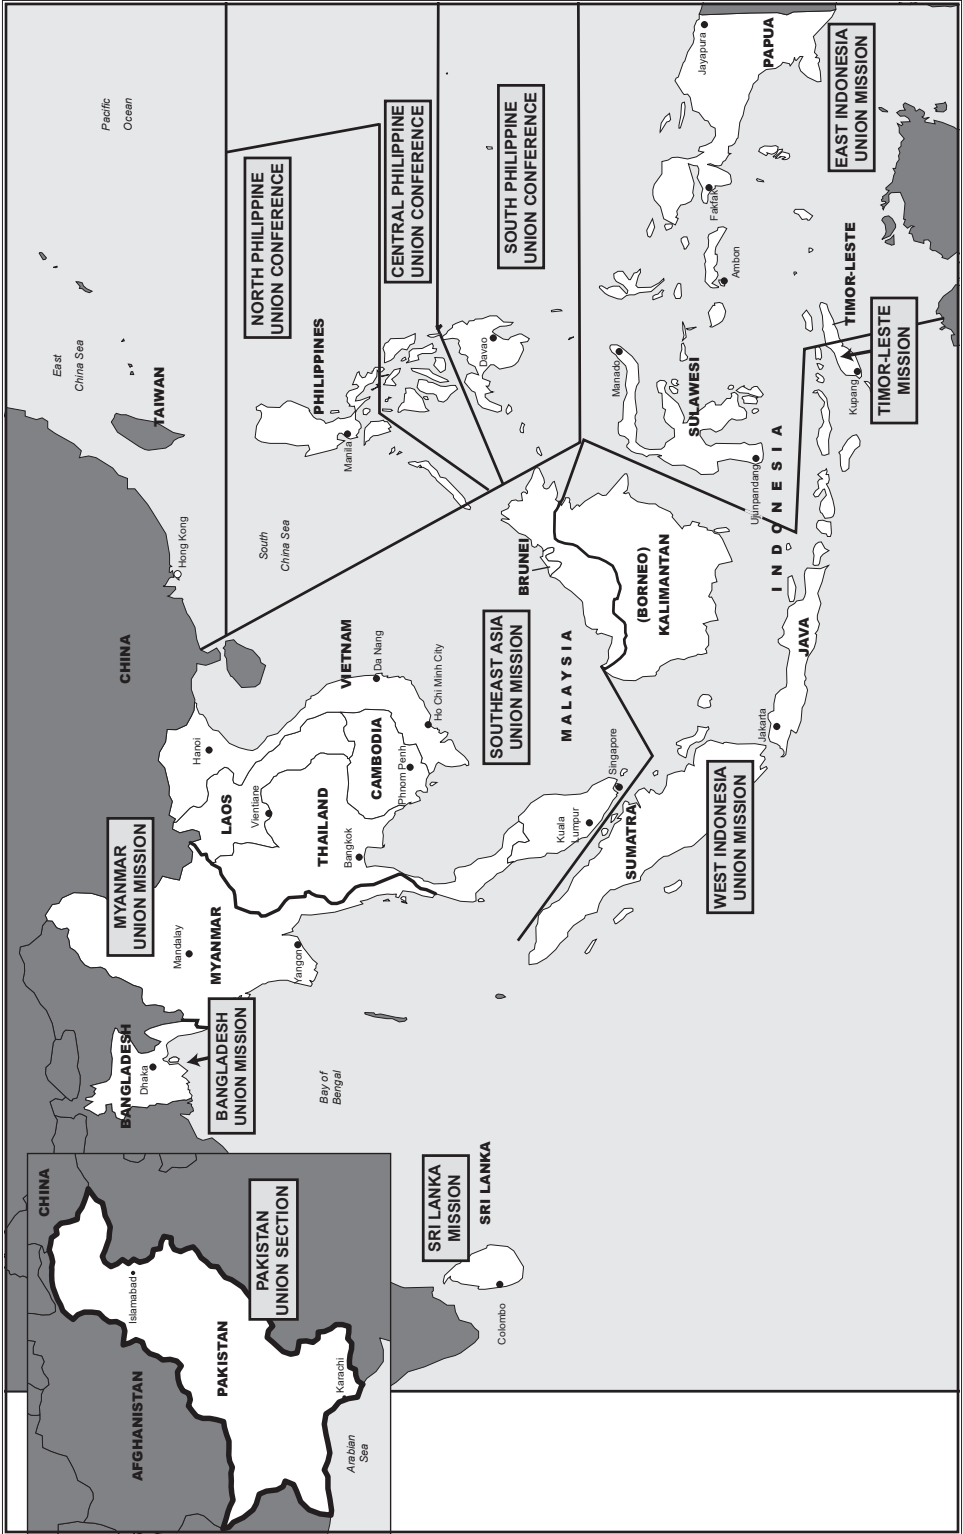 CHINA
AFGHANISTAN
Islamabad
PAKISTAN
PAKISTAN
UNION SECTION
Karachi
Arabian
Sea
BANGLADESH
Dhaka
BANGLADESH
UNION MISSION
Bay of
Bengal
SRI LANKA
MISSION
SRI LANKA
Colombo
MYANMAR
UNION MISSION
Mandalay
MYANMAR
Yangon
CHINA
Hanoi
LAOS
Vientiane
THAILAND
Bangkok
VIETNAM
Da Nang
CAMBODIA
Phnom Penh
Ho Chi Minh City
Hong Kong
South
China Sea
TAIWAN
East
China Sea
Pacific
Ocean
NORTH PHILIPPINE
UNION CONFERENCE
PHILIPPINES
Manila
CENTRAL PHILIPPINE
UNION CONFERENCE
SOUTH PHILIPPINE
UNION CONFERENCE
Davao
SOUTHEAST ASIA
UNION MISSION
BRUNEI
MALAYSIA
Kuala
Lumpur
Singapore
SUMATRA
(BORNEO)
KALIMANTAN
WEST INDONESIA
UNION MISSION
Jakarta
JAVA
INDONESIA
Manado
SULAWESI
Ujunpandang
Ambon
Fakfak
Jayapura
PAPUA
EAST INDONESIA
UNION MISSION
TIMOR-LESTE
Kupang
TIMOR-LESTE
MISSION